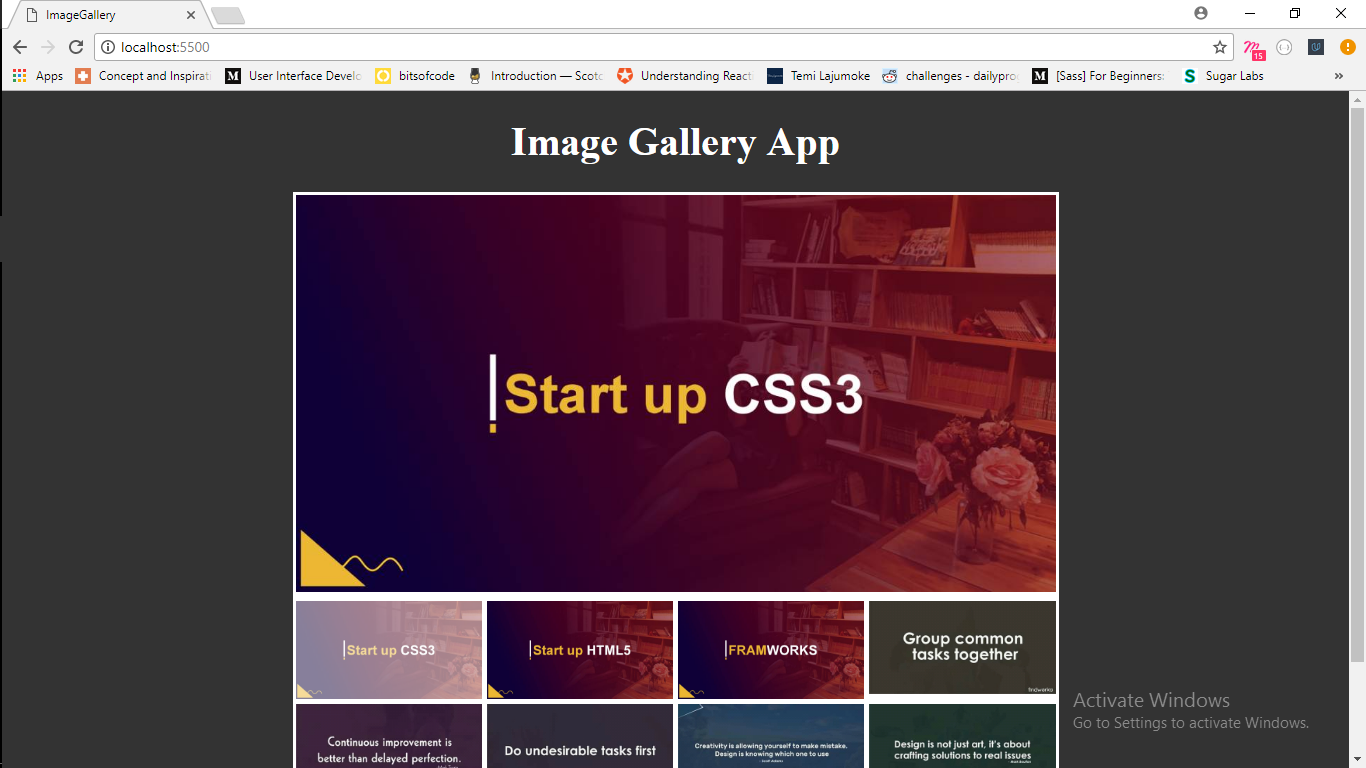 ImageGallery
localhost:5500
Apps
Concept and Inspirati
User Interface Develo
bitsofcode
Introduction — Scotc
Understanding React
Temi Lajumoke
challenges - dailypro
[Sass] For Beginners:
Sugar Labs
15
Image Gallery App
Start up CSS3
Start up CSS3
Start up HTML5
FRAMWORKS
Group common
tasks together
Continuous improvement is
better than delayed perfection.
Do undesirable tasks first
Creativity is allowing yourself to make mistake.
Design is knowing which one to use
Design is not just art, it's about
crafting solutions to real issues
Activate Windows
Go to Settings to activate Windows.